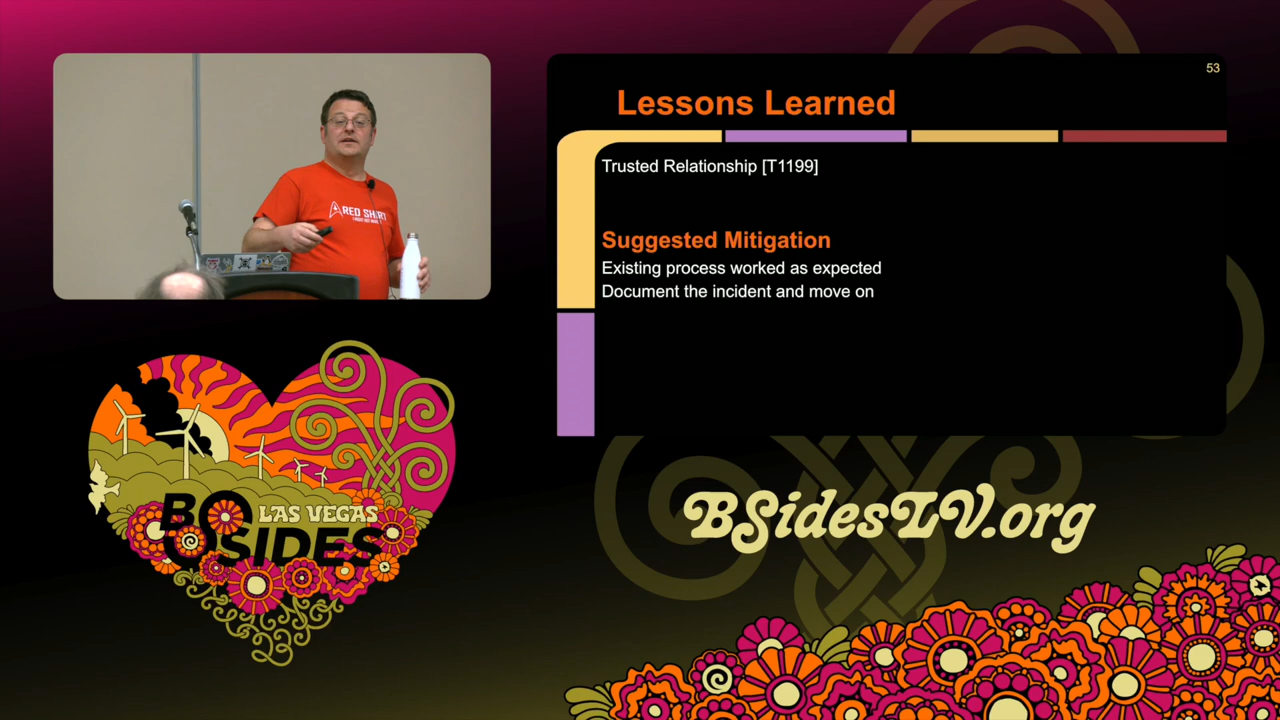 53
Lessons Learned
Trusted Relationship [T1199]
Suggested Mitigation
Existing process worked as expected
Document the incident and move on
RED SHIRT
BSidesLV.org
LAS VEGAS
BSIDES